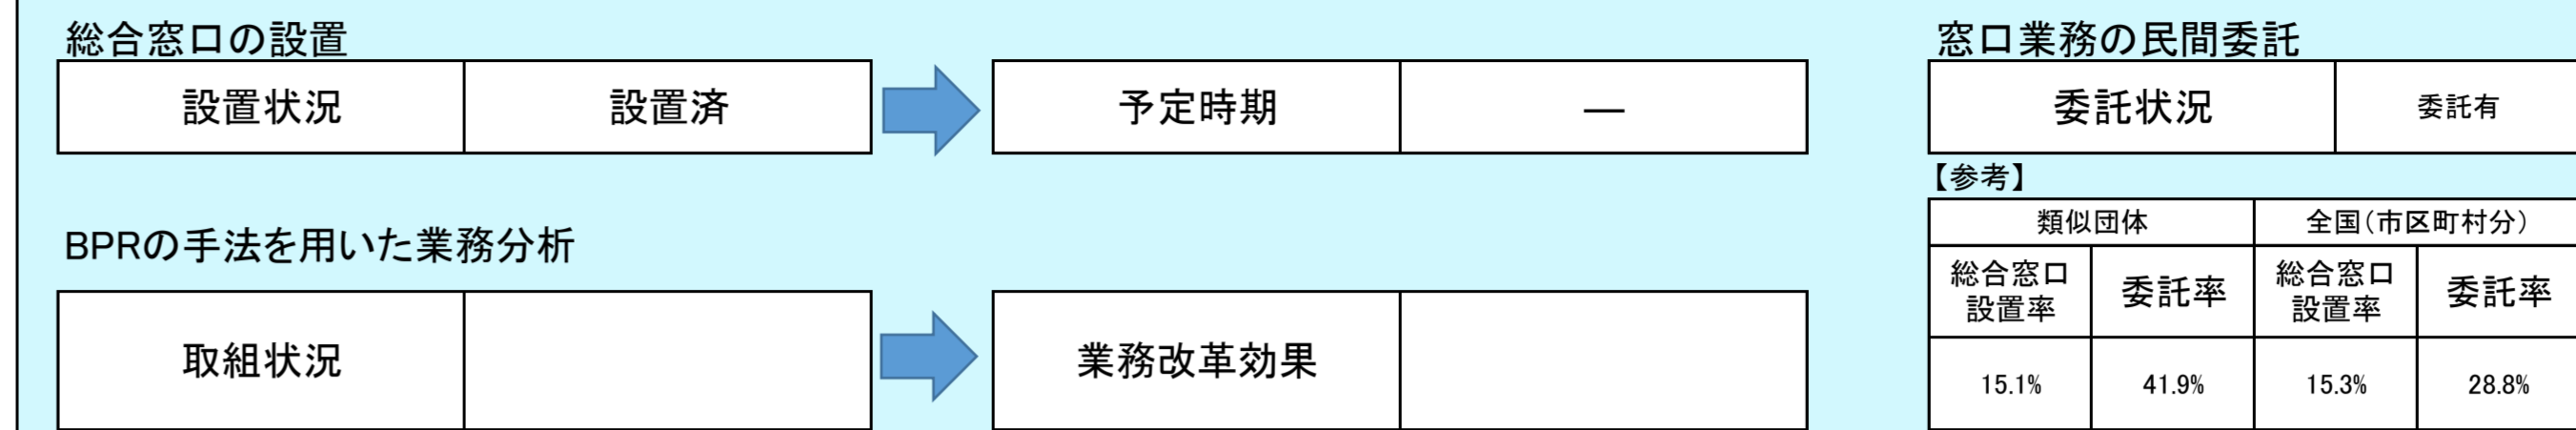 総合窓口の設置
設置状況 設置済 予定時期 ―
BPRの手法を用いた業務分析
取組状況 業務改革効果
窓口業務の民間委託
委託状況 委託有
【参考】
類似団体 全国(市区町村分)
総合窓口設置率 委託率 総合窓口設置率 委託率
15.1% 41.9% 15.3% 28.8%